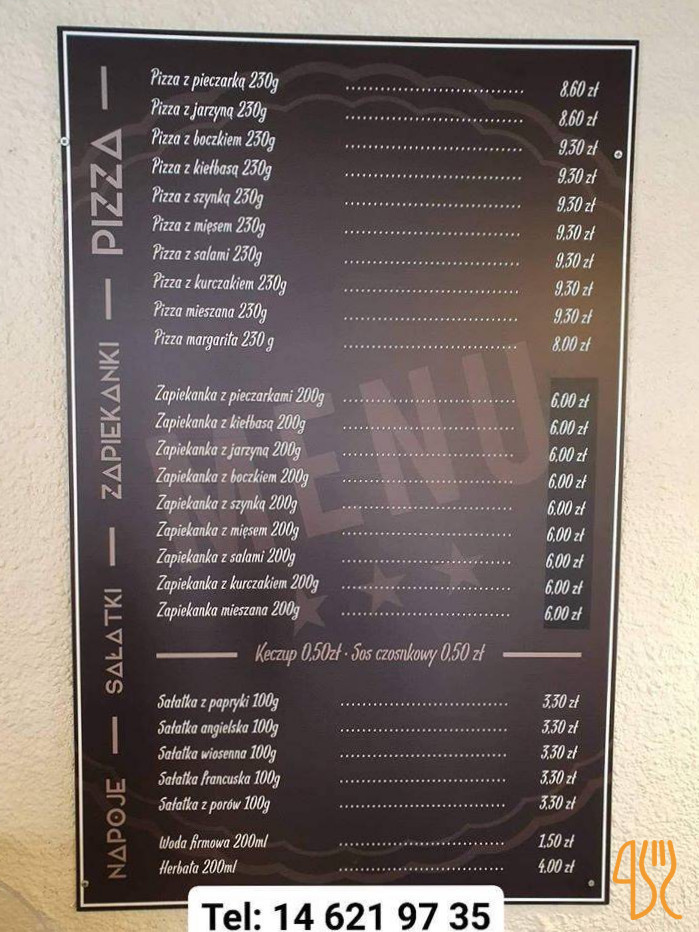 PIZZA
Pizza z pieczarką 230g 8.60 zł
Pizza z jarzyną 230g 8.60 zł
Pizza z boczkiem 230g 9,30 zł
Pizza z kiełbasą 230g 9,30 zł
Pizza z szynką 230g 9,30 zł
Pizza z mięsem 230g 9,30 zł
Pizza z salami 230g 9,30 zł
Pizza z kurczakiem 230g 9,30 zł
Pizza mieszana 230g 9,30 zł
Pizza margarita 230 g 8.00 zł
MENU
ZAPIEKANKI
Zapiekanka z pieczarkami 200g 6,00 zł
Zapiekanka z kiełbasą 200g 6,00 zł
Zapiekanka z jarzyną 200g 6,00 zł
Zapiekanka z boczkiem 200g 6,00 zł
Zapiekanka z szynką 200g 6,00 zł
Zapiekanka z mięsem 200g 6,00 zł
Zapiekanka z salami 200g 6,00 zł
Zapiekanka z kurczakiem 200g 6,00 zł
Zapiekanka mieszana 200g 6,00 zł
Keczup 0,50zł · Sos czosnkowy 0,50 zł
SAŁATKI
Sałatka z papryki 100g 3,30 zł
Sałatka angielska 100g 3,30 zł
Sałatka wiosenna 100g 3,30 zł
Sałatka francuska 100g 3,30 zł
Sałatka z porów 100g 3,30 zł
NAPOJE
Woda firmowa 200ml 1.50 zł
Herbata 200ml 4.00 zł
Tel: 14 621 97 35